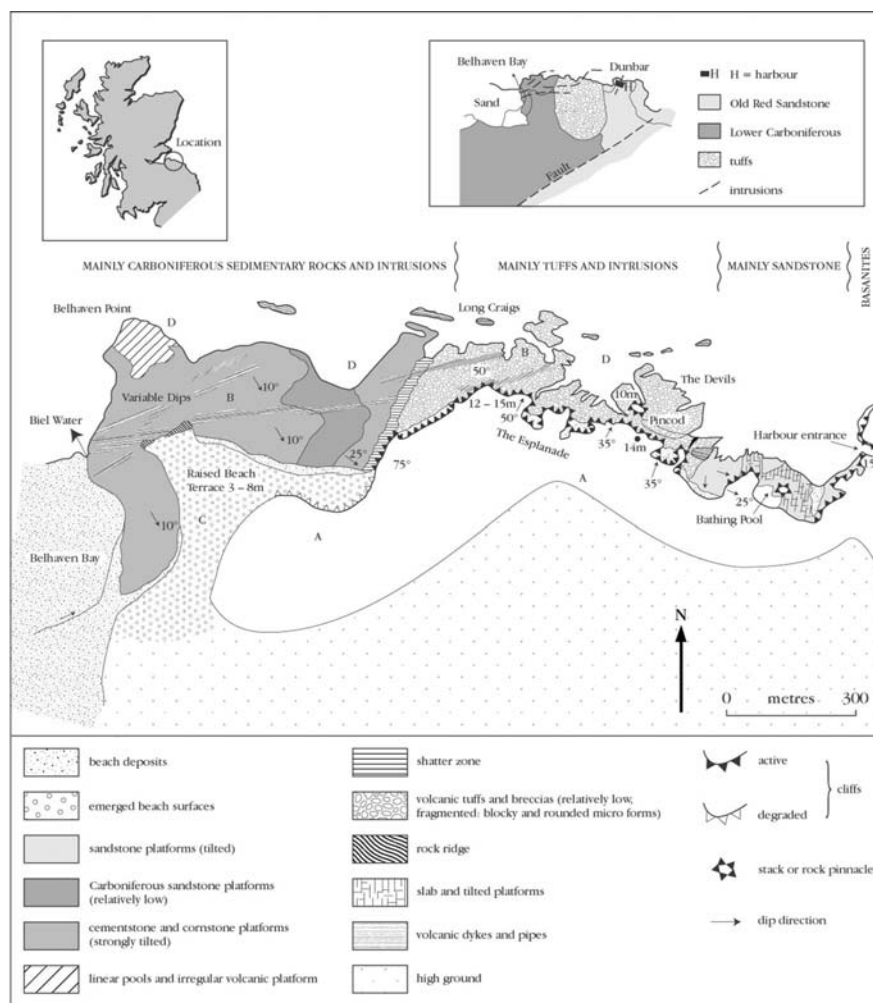 Location
Belhaven Bay
Dunbar
H
Sand
Fault
H = harbour
Old Red Sandstone
Lower Carboniferous
tuffs
intrusions
MAINLY CARBONIFEROUS SEDIMENTARY ROCKS AND INTRUSIONS
MAINLY TUFFS AND INTRUSIONS
MAINLY SANDSTONE
BASANITES
Belhaven Point
D
Long Craigs
D
D
B
50°
The Devils
10m
Variable Dips
B
10°
12 – 15m
50°
Pincod
Biel Water
10°
The Esplanade
35°
14m
Harbour entrance
25°
75°
15
Raised Beach
Terrace 3 – 8m
35°
25°
Bathing Pool
A
C
A
10°
Belhaven Bay
N
0 metres 300
beach deposits
emerged beach surfaces
sandstone platforms (tilted)
Carboniferous sandstone platforms
(relatively low)
cementstone and cornstone platforms
(strongly tilted)
linear pools and irregular volcanic platform
shatter zone
volcanic tuffs and breccias (relatively low,
fragmented: blocky and rounded micro forms)
rock ridge
slab and tilted platforms
volcanic dykes and pipes
high ground
active
cliffs
degraded
stack or rock pinnacle
dip direction